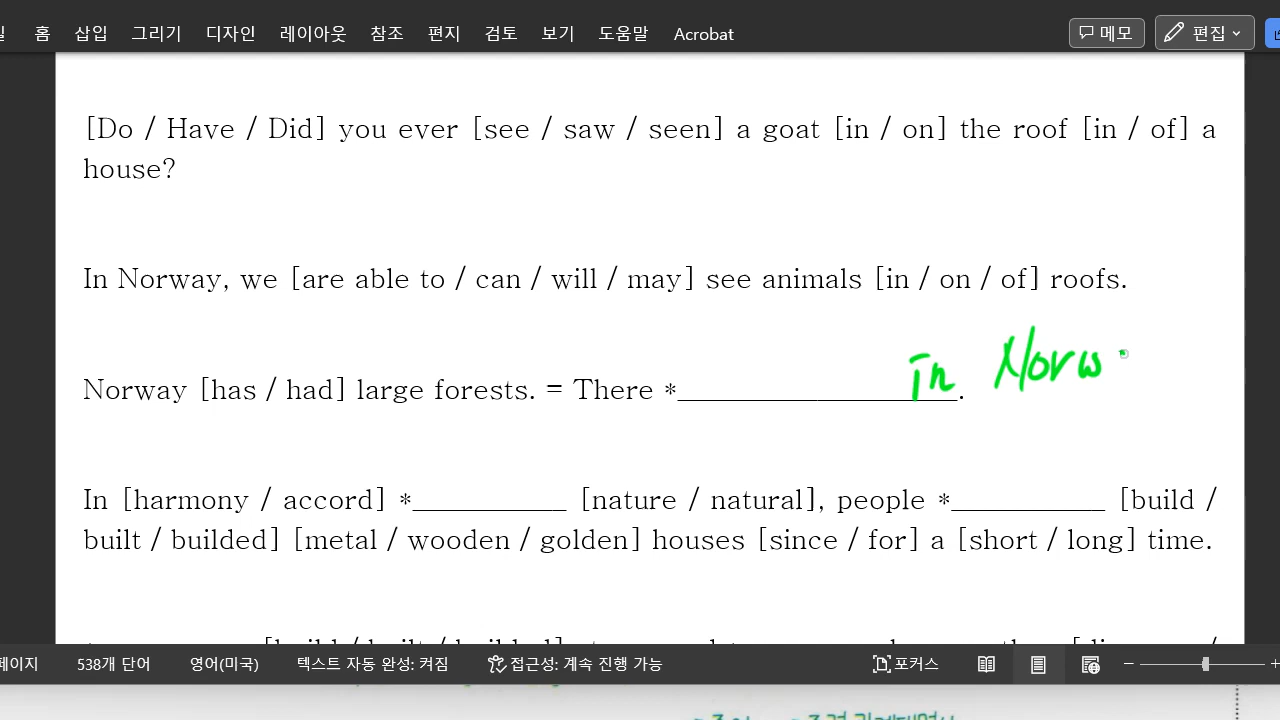 홈 삽입 그리기 디자인 레이아웃 참조 편지 검토 보기 도움말 Acrobat 메모 편집
[Do / Have / Did] you ever [see / saw / seen] a goat [in / on] the roof [in / of] a
house?
In Norway, we [are able to / can / will / may] see animals [in / on / of] roofs.
in Norw
Norway [has / had] large forests. = There *____________________.
In [harmony / accord] *___________ [nature / natural], people *___________ [build /
built / builded] [metal / wooden / golden] houses [since / for] a [short / long] time.
538개 단어 영어(미국) 텍스트 자동 완성: 켜짐 접근성: 계속 진행 가능 포커스